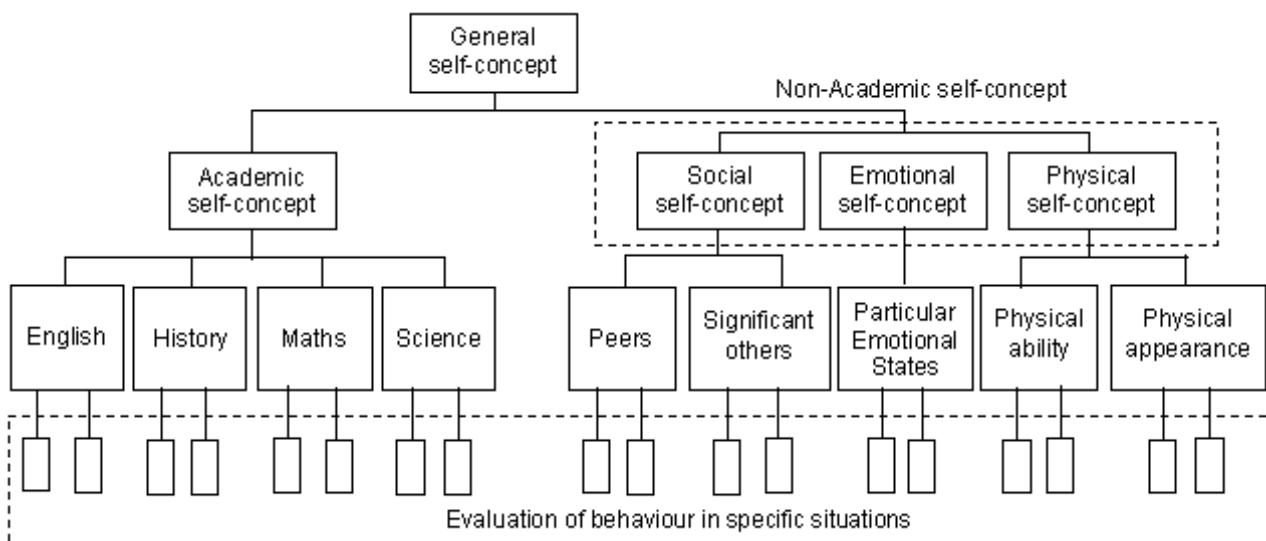 General
self-concept
Non-Academic self-concept
Academic
self-concept
Social
self-concept
Emotional
self-concept
Physical
self-concept
English
History
Maths
Science
Peers
Significant
others
Particular
Emotional
States
Physical
ability
Physical
appearance
Evaluation of behaviour in specific situations